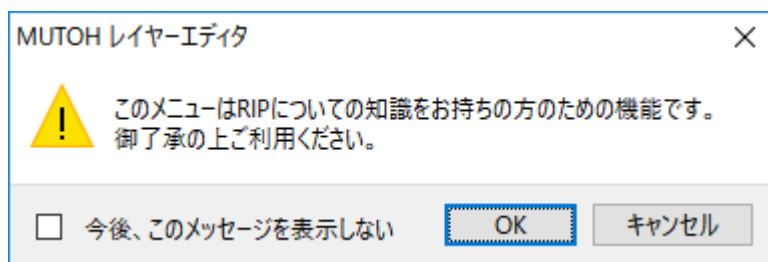 MUTOH レイヤーエディタ
このメニューはRIPについての知識をお持ちの方のための機能です。
御了承の上ご利用ください。
今後、このメッセージを表示しない
OK
キャンセル